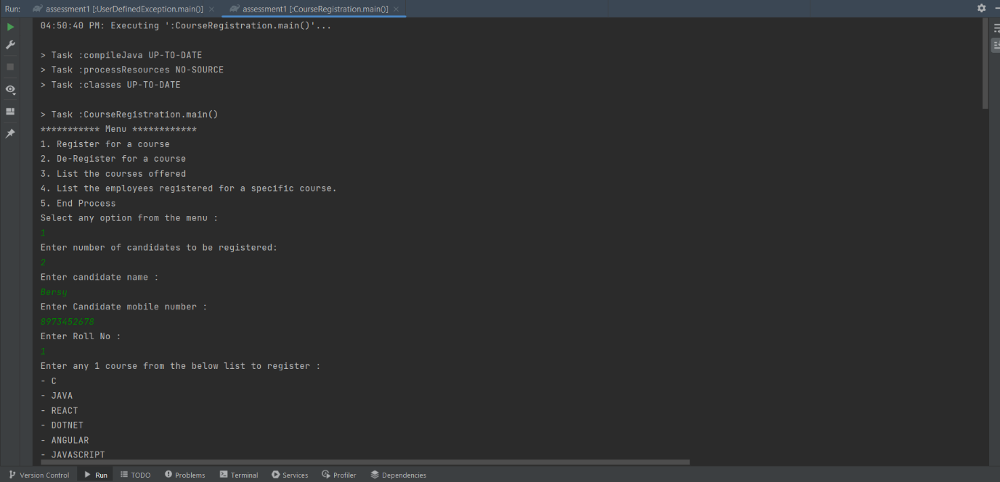 Run: assessment1 [:UserDefinedException.main()] × assessment1 [:CourseRegistration.main()] ×
04:50:40 PM: Executing ':CourseRegistration.main()'...
> Task :compileJava UP-TO-DATE
> Task :processResources NO-SOURCE
> Task :classes UP-TO-DATE
> Task :CourseRegistration.main()
*********** Menu ************
1. Register for a course
2. De-Register for a course
3. List the courses offered
4. List the employees registered for a specific course.
5. End Process
Select any option from the menu :
1
Enter number of candidates to be registered:
2
Enter candidate name :
Bersy
Enter Candidate mobile number :
8973452678
Enter Roll No :
1
Enter any 1 course from the below list to register :
- C
- JAVA
- REACT
- DOTNET
- ANGULAR
- JAVASCRIPT
Version Control Run TODO Problems Terminal Services Profiler Dependencies